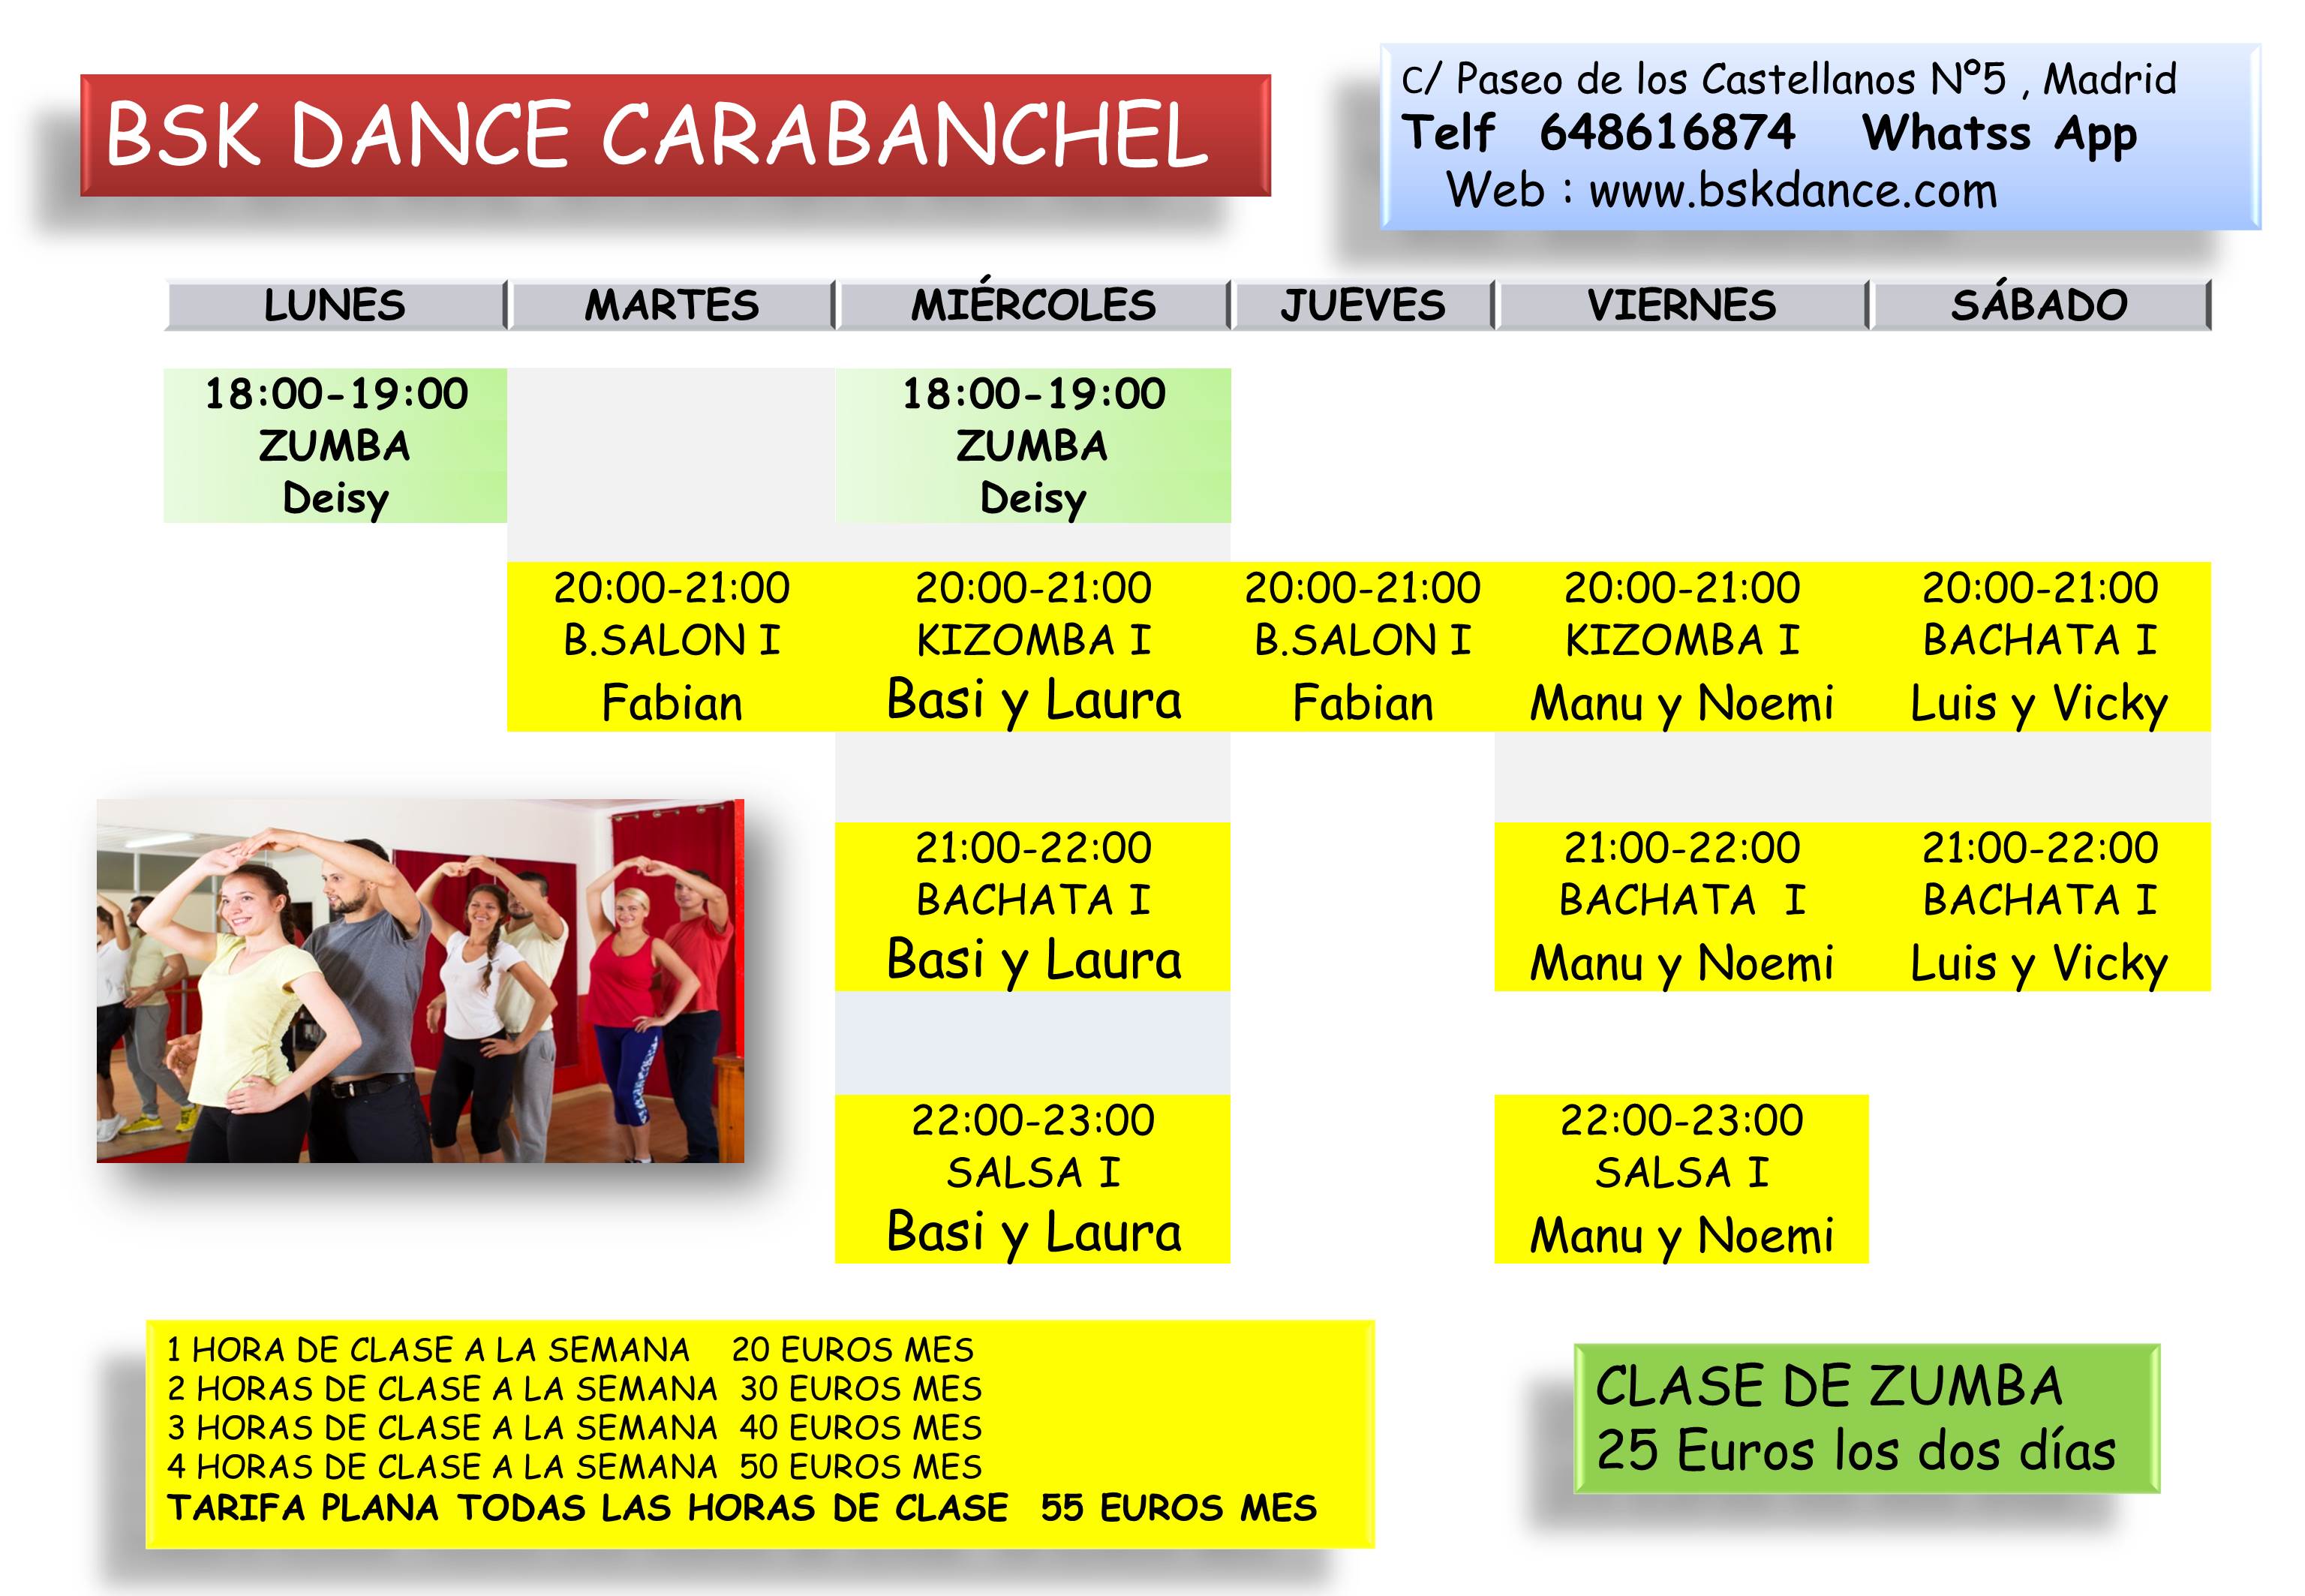 BSK DANCE CARABANCHEL
C/ Paseo de los Castellanos Nº5 , Madrid
Telf 648616874 Whatss App
Web : www.bskdance.com
LUNES MARTES MIÉRCOLES JUEVES VIERNES SÁBADO
18:00-19:00 18:00-19:00
ZUMBA ZUMBA
Deisy Deisy
20:00-21:00 20:00-21:00 20:00-21:00 20:00-21:00 20:00-21:00
B.SALON I KIZOMBA I B.SALON I KIZOMBA I BACHATA I
Fabian Basi y Laura Fabian Manu y Noemi Luis y Vicky
21:00-22:00 21:00-22:00 21:00-22:00
BACHATA I BACHATA I BACHATA I
Basi y Laura Manu y Noemi Luis y Vicky
22:00-23:00 22:00-23:00
SALSA I SALSA I
Basi y Laura Manu y Noemi
1 HORA DE CLASE A LA SEMANA 20 EUROS MES
2 HORAS DE CLASE A LA SEMANA 30 EUROS MES
3 HORAS DE CLASE A LA SEMANA 40 EUROS MES
4 HORAS DE CLASE A LA SEMANA 50 EUROS MES
TARIFA PLANA TODAS LAS HORAS DE CLASE 55 EUROS MES
CLASE DE ZUMBA
25 Euros los dos días